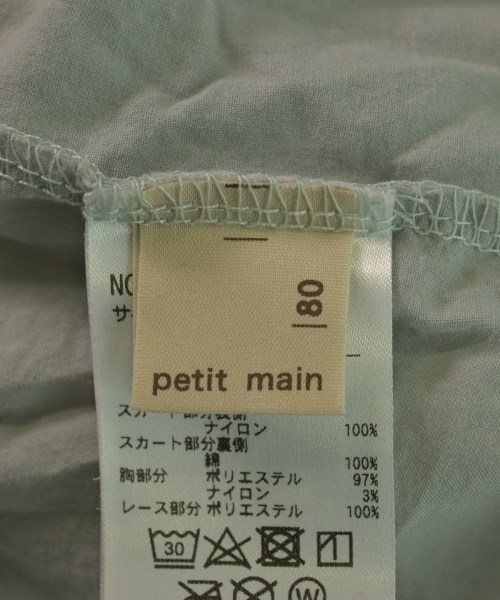 80
petit main
NO
サ
スカート部分表側
ナイロン 100%
スカート部分裏側
綿 100%
胸部分 ポリエステル 97%
ナイロン 3%
レース部分 ポリエステル 100%
30
W